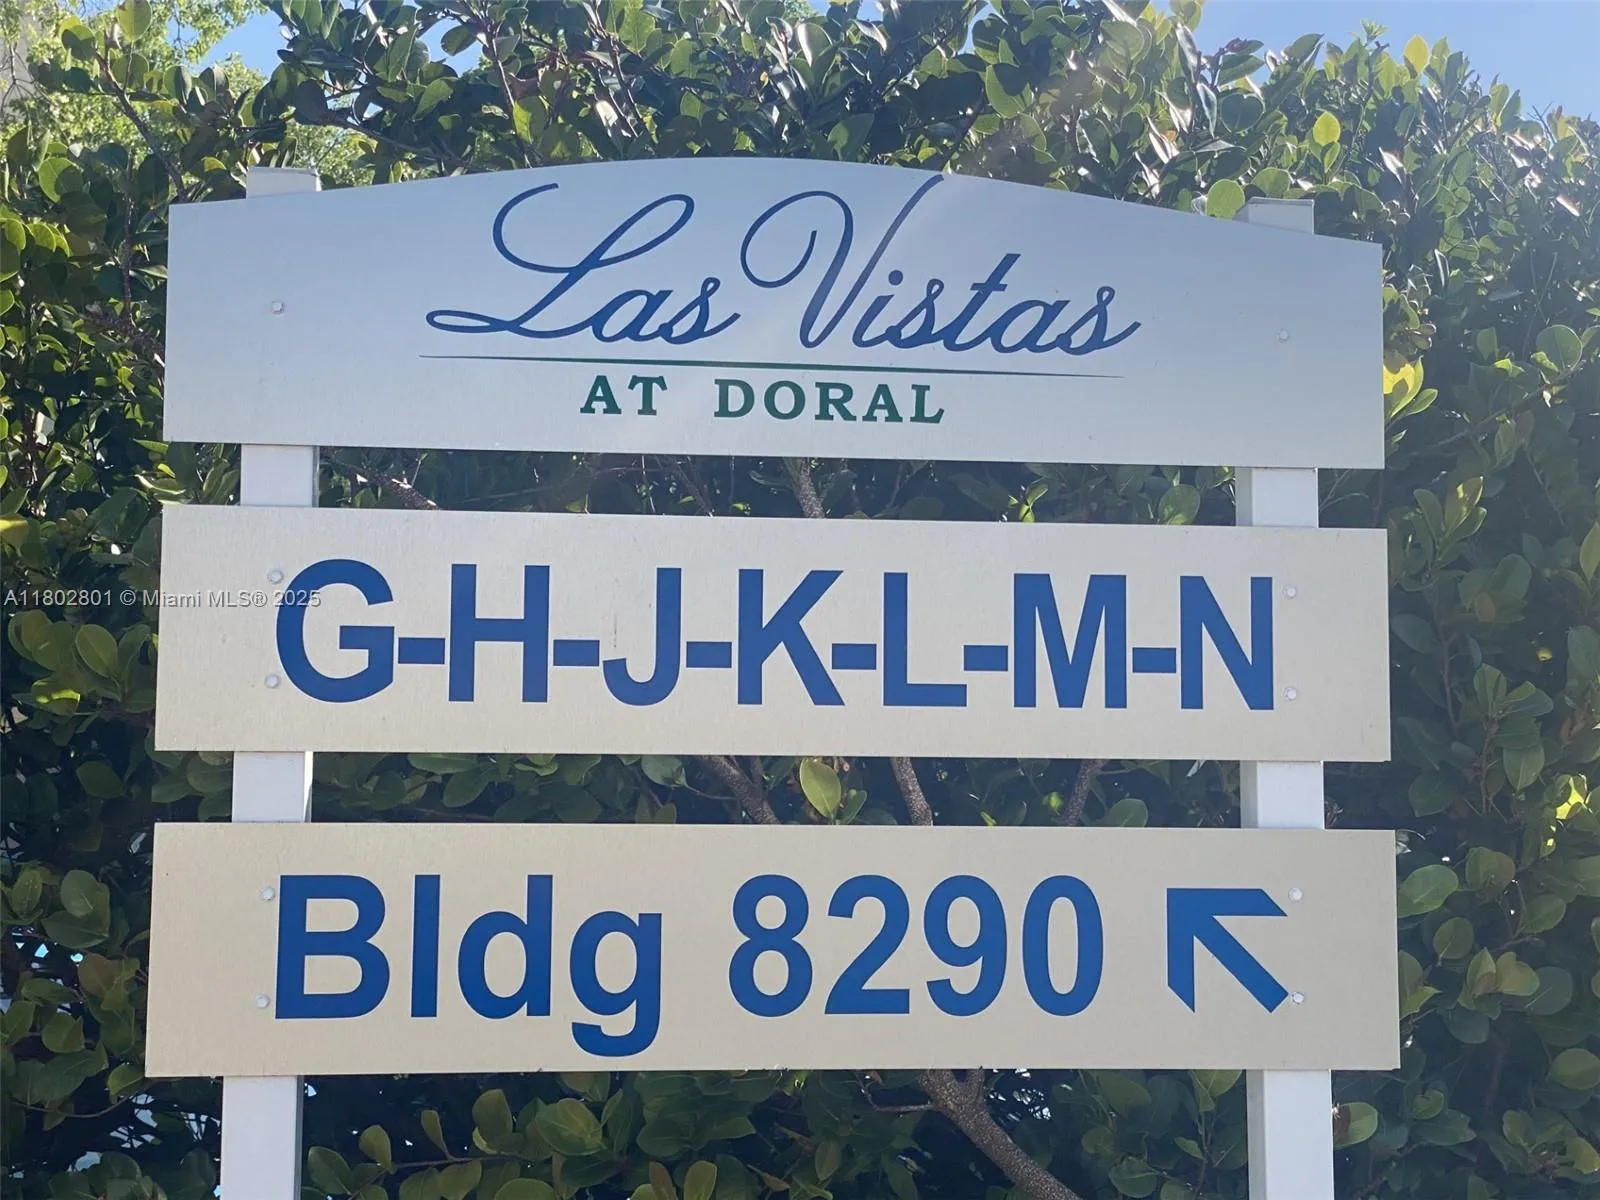 Las Vistas
AT DORAL
G-H-J-K-L-M-N
A11802801 © Miami MLS® 2025
Bldg 8290